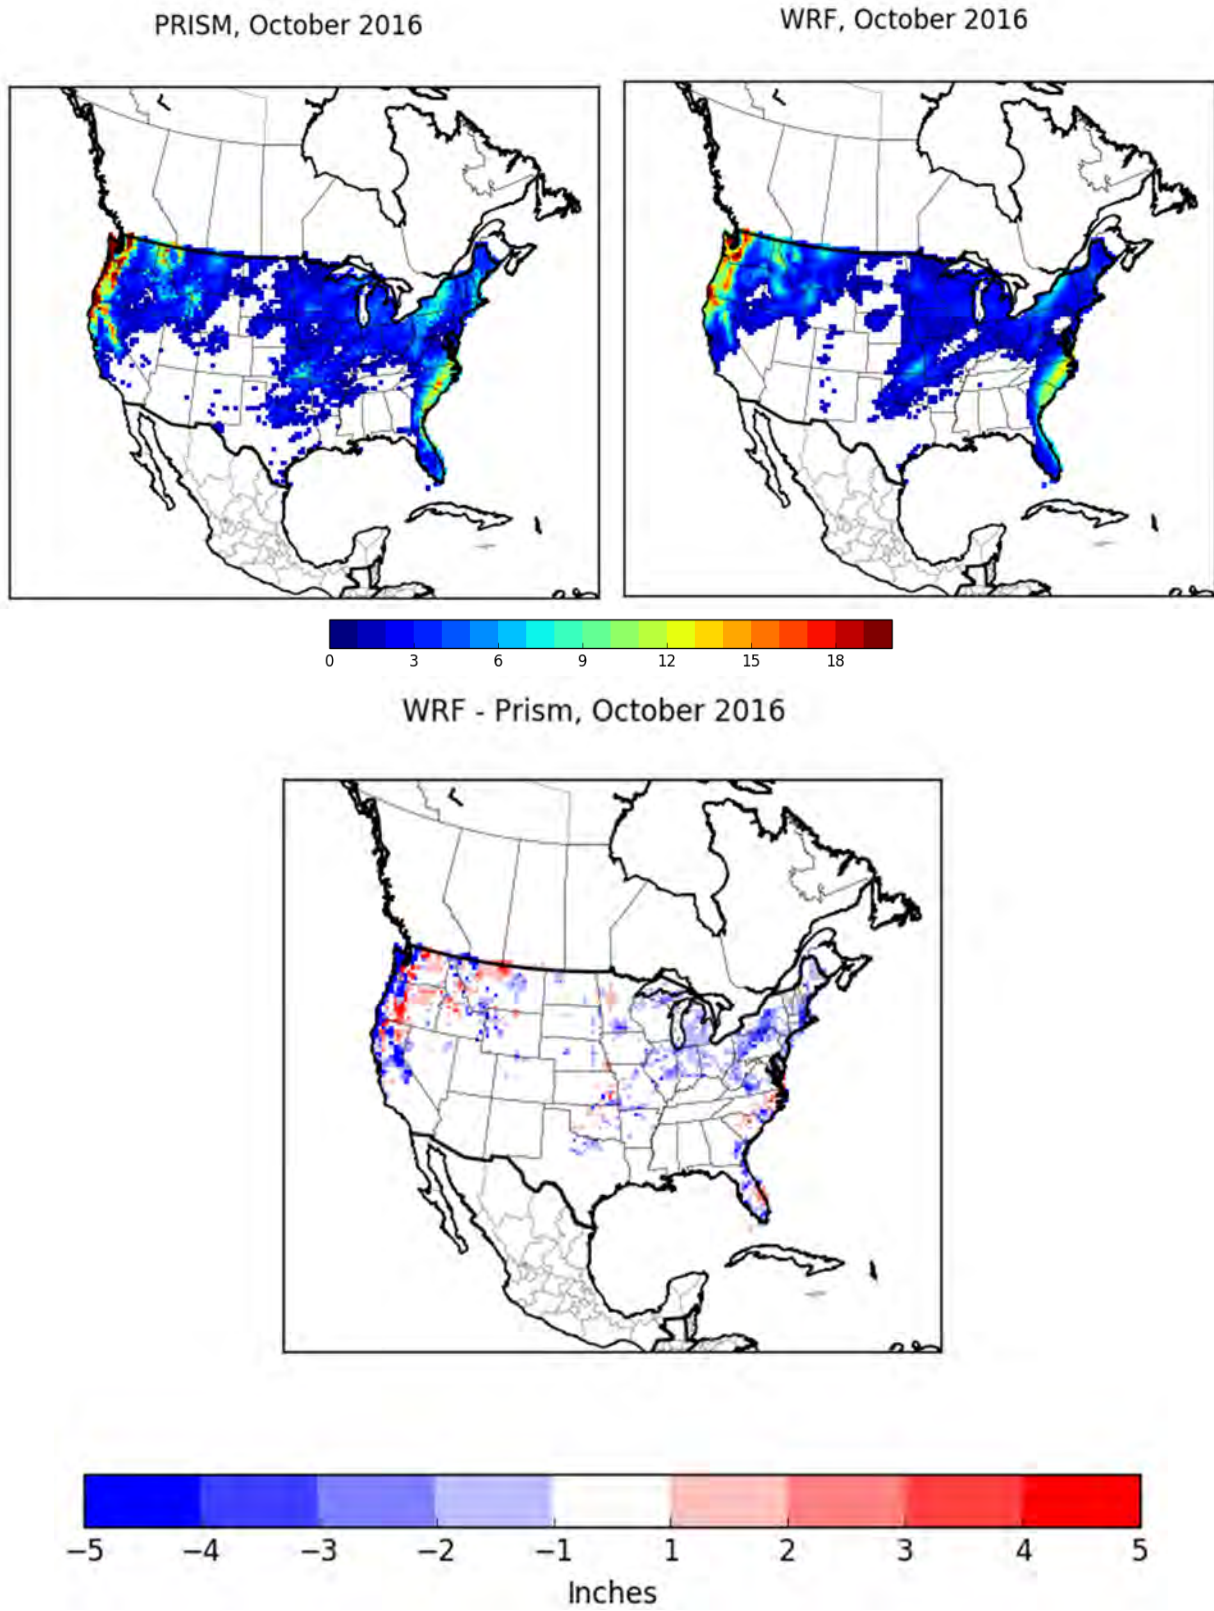 PRISM, October 2016
WRF, October 2016
0 3 6 9 12 15 18
WRF - Prism, October 2016
−5 −4 −3 −2 −1 1 2 3 4 5
Inches